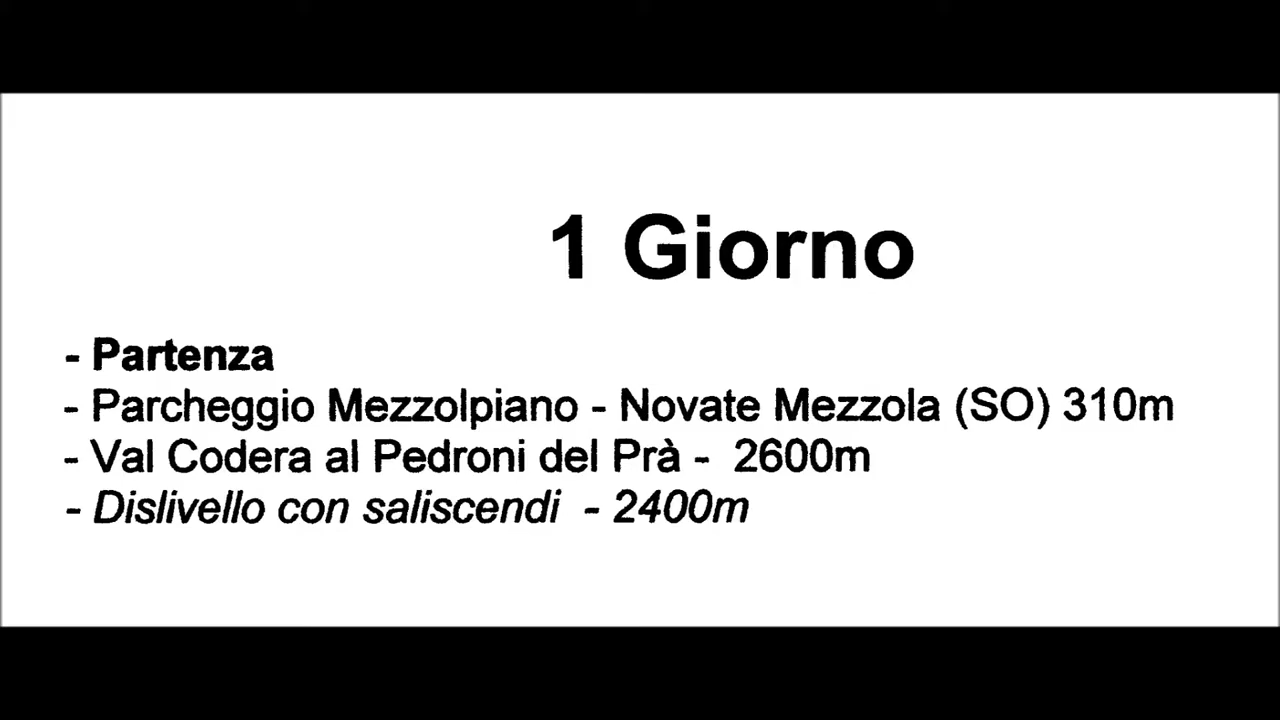 1 Giorno
- Partenza
- Parcheggio Mezzolpiano - Novate Mezzola (SO) 310m
- Val Codera al Pedroni del Prà - 2600m
- Dislivello con saliscendi - 2400m